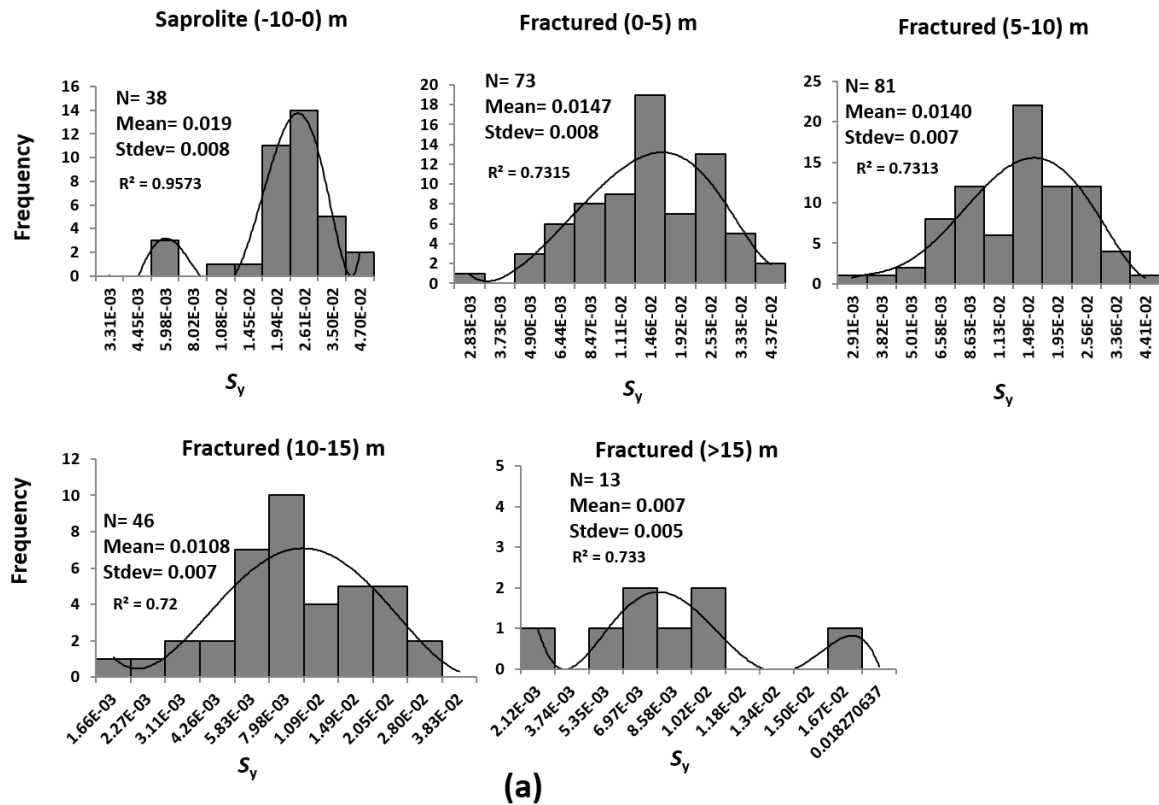 Saprolite (-10-0) m
Frequency
16
14
12
10
8
6
4
2
0
N= 38
Mean= 0.019
Stdev= 0.008
R² = 0.9573
3.31E-03
4.45E-03
5.98E-03
8.02E-03
1.08E-02
1.45E-02
1.94E-02
2.61E-02
3.50E-02
4.70E-02
Sy
Fractured (0-5) m
20
18
16
14
12
10
8
6
4
2
0
N= 73
Mean= 0.0147
Stdev= 0.008
R² = 0.7315
2.83E-03
3.73E-03
4.90E-03
6.44E-03
8.47E-03
1.11E-02
1.46E-02
1.92E-02
2.53E-02
3.33E-02
4.37E-02
Sy
Fractured (5-10) m
25
20
15
10
5
0
N= 81
Mean= 0.0140
Stdev= 0.007
R² = 0.7313
2.91E-03
3.82E-03
5.01E-03
6.58E-03
8.63E-03
1.13E-02
1.49E-02
1.95E-02
2.56E-02
3.36E-02
4.41E-02
Sy
Fractured (10-15) m
Frequency
12
10
8
6
4
2
0
N= 46
Mean= 0.0108
Stdev= 0.007
R² = 0.72
1.66E-03
2.27E-03
3.11E-03
4.26E-03
5.83E-03
7.98E-03
1.09E-02
1.49E-02
2.05E-02
2.80E-02
3.83E-02
Sy
Fractured (>15) m
5
4
3
2
1
0
N= 13
Mean= 0.007
Stdev= 0.005
R² = 0.733
2.12E-03
3.74E-03
5.35E-03
6.97E-03
8.58E-03
1.02E-02
1.18E-02
1.34E-02
1.50E-02
1.67E-02
0.018270637
Sy
(a)